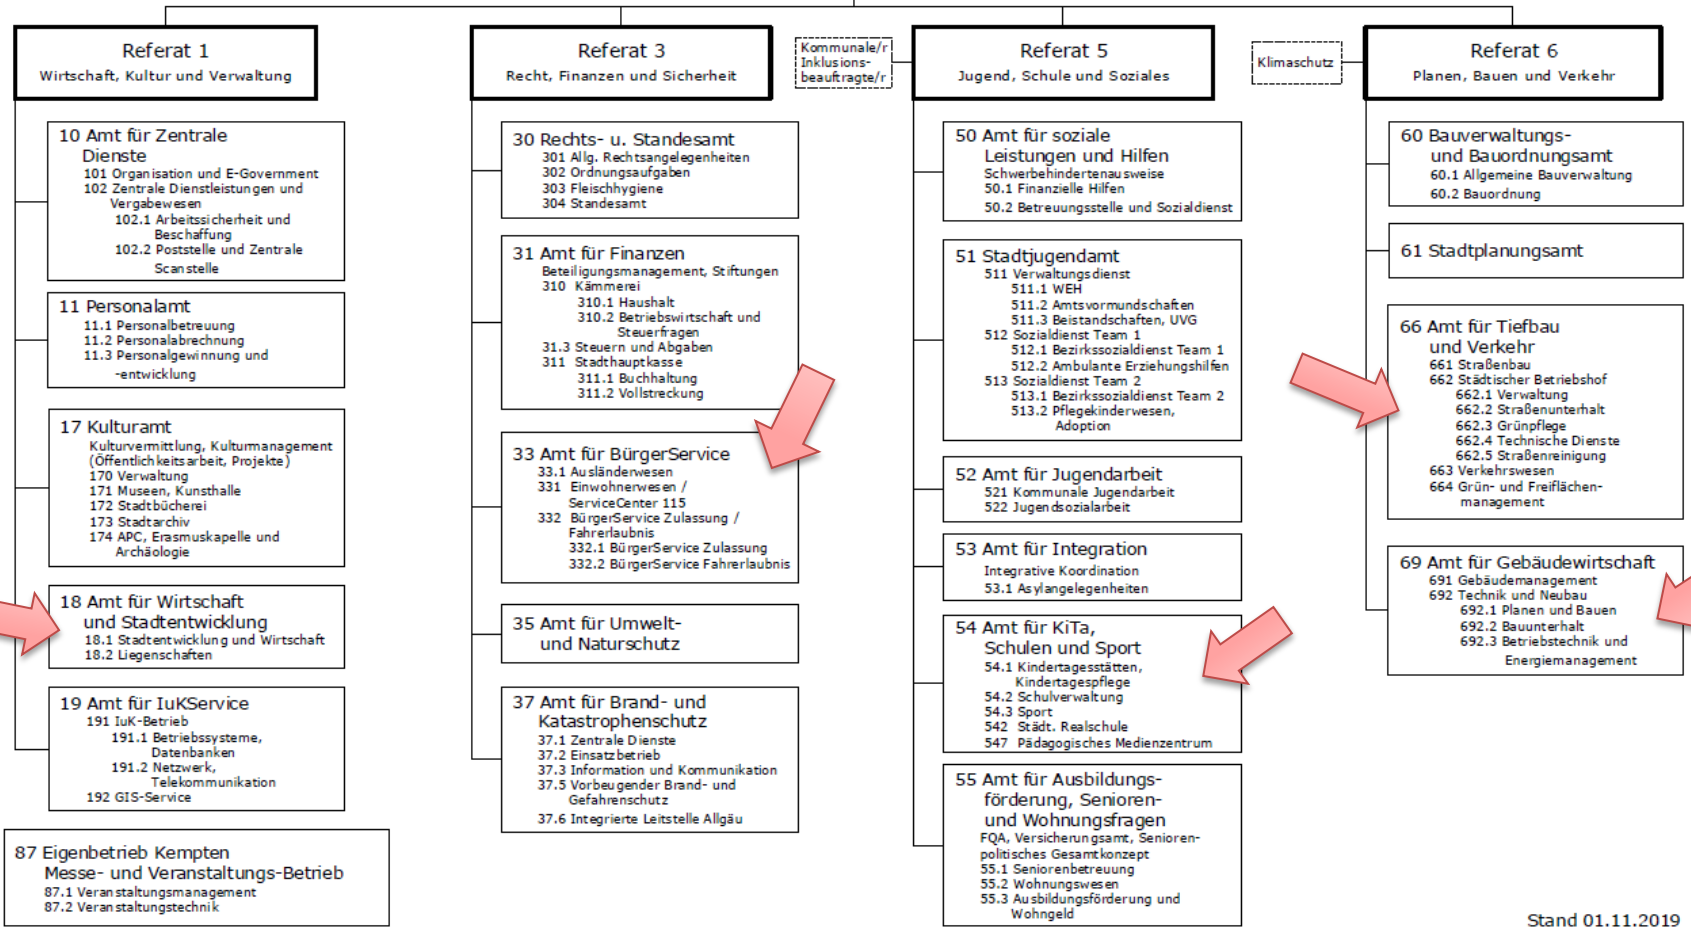 Referat 1
Wirtschaft, Kultur und Verwaltung
10 Amt für Zentrale
Dienste
101 Organisation und E-Government
102 Zentrale Dienstleistungen und
Vergabewesen
102.1 Arbeitssicherheit und
Beschaffung
102.2 Poststelle und Zentrale
Scanstelle
11 Personalamt
11.1 Personalbetreuung
11.2 Personalabrechnung
11.3 Personalgewinnung und
-entwicklung
17 Kulturamt
Kulturvermittlung, Kulturmanagement
(Öffentlichkeitsarbeit, Projekte)
170 Verwaltung
171 Museen, Kunsthalle
172 Stadtbücherei
173 Stadtarchiv
174 APC, Erasmuskapelle und
Archäologie
18 Amt für Wirtschaft
und Stadtentwicklung
18.1 Stadtentwicklung und Wirtschaft
18.2 Liegenschaften
19 Amt für IuKService
191 IuK-Betrieb
191.1 Betriebssysteme,
Datenbanken
191.2 Netzwerk,
Telekommunikation
192 GIS-Service
87 Eigenbetrieb Kempten
Messe- und Veranstaltungs-Betrieb
87.1 Veranstaltungsmanagement
87.2 Veranstaltungstechnik
Referat 3
Recht, Finanzen und Sicherheit
30 Rechts- u. Standesamt
301 Allg. Rechtsangelegenheiten
302 Ordnungsaufgaben
303 Fleischhygiene
304 Standesamt
31 Amt für Finanzen
Beteiligungsmanagement, Stiftungen
310 Kämmerei
310.1 Haushalt
310.2 Betriebswirtschaft und
Steuerfragen
31.3 Steuern und Abgaben
311 Stadthauptkasse
311.1 Buchhaltung
311.2 Vollstreckung
33 Amt für BürgerService
33.1 Ausländerwesen
331 Einwohnerwesen /
ServiceCenter 115
332 BürgerService Zulassung /
Fahrerlaubnis
332.1 BürgerService Zulassung
332.2 BürgerService Fahrerlaubnis
35 Amt für Umwelt-
und Naturschutz
37 Amt für Brand- und
Katastrophenschutz
37.1 Zentrale Dienste
37.2 Einsatzbetrieb
37.3 Information und Kommunikation
37.5 Vorbeugender Brand- und
Gefahrenschutz
37.6 Integrierte Leitstelle Allgäu
Kommunale/r
Inklusions-
beauftragte/r
Referat 5
Jugend, Schule und Soziales
50 Amt für soziale
Leistungen und Hilfen
Schwerbehindertenausweise
50.1 Finanzielle Hilfen
50.2 Betreuungsstelle und Sozialdienst
51 Stadtjugendamt
511 Verwaltungsdienst
511.1 WEH
511.2 Amtsvormundschaften
511.3 Beistandschaften, UVG
512 Sozialdienst Team 1
512.1 Bezirkssozialdienst Team 1
512.2 Ambulante Erziehungshilfen
513 Sozialdienst Team 2
513.1 Bezirkssozialdienst Team 2
513.2 Pflegekinderwesen,
Adoption
52 Amt für Jugendarbeit
521 Kommunale Jugendarbeit
522 Jugendsozialarbeit
53 Amt für Integration
Integrative Koordination
53.1 Asylangelegenheiten
54 Amt für KiTa,
Schulen und Sport
54.1 Kindertagesstätten,
Kindertagespflege
54.2 Schulverwaltung
54.3 Sport
542 Städt. Realschule
547 Pädagogisches Medienzentrum
55 Amt für Ausbildungs-
förderung, Senioren-
und Wohnungsfragen
FQA, Versicherungsamt, Senioren-
politisches Gesamtkonzept
55.1 Seniorenbetreuung
55.2 Wohnungswesen
55.3 Ausbildungsförderung und
Wohngeld
Klimaschutz
Referat 6
Planen, Bauen und Verkehr
60 Bauverwaltungs-
und Bauordnungsamt
60.1 Allgemeine Bauverwaltung
60.2 Bauordnung
61 Stadtplanungsamt
66 Amt für Tiefbau
und Verkehr
661 Straßenbau
662 Städtischer Betriebshof
662.1 Verwaltung
662.2 Straßenunterhalt
662.3 Grünpflege
662.4 Technische Dienste
662.5 Straßenreinigung
663 Verkehrswesen
664 Grün- und Freiflächen-
management
69 Amt für Gebäudewirtschaft
691 Gebäudemanagement
692 Technik und Neubau
692.1 Planen und Bauen
692.2 Bauunterhalt
692.3 Betriebstechnik und
Energiemanagement
Stand 01.11.2019